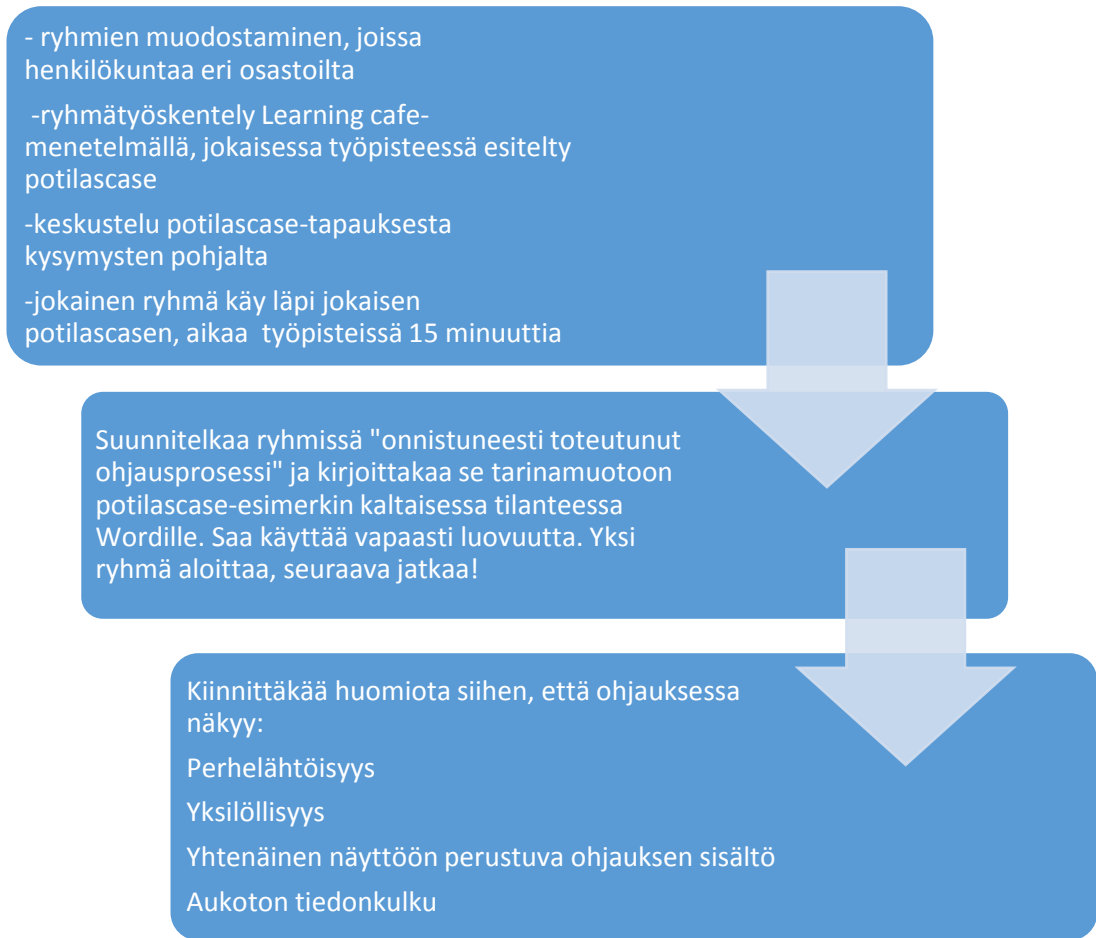 - ryhmien muodostaminen, joissa
henkilökuntaa eri osastoilta
-ryhmätyöskentely Learning cafe-
menetelmällä, jokaisessa työpisteessä esitelty
potilascase
-keskustelu potilascase-tapauksesta
kysymysten pohjalta
-jokainen ryhmä käy läpi jokaisen
potilascasen, aikaa  työpisteissä 15 minuuttia
Suunnitelkaa ryhmissä "onnistuneesti toteutunut
ohjausprosessi" ja kirjoittakaa se tarinamuotoon
potilascase-esimerkin kaltaisessa tilanteessa
Wordille. Saa käyttää vapaasti luovuutta. Yksi
ryhmä aloittaa, seuraava jatkaa!
Kiinnittäkää huomiota siihen, että ohjauksessa
näkyy:
Perhelähtöisyys
Yksilöllisyys
Yhtenäinen näyttöön perustuva ohjauksen sisältö
Aukoton tiedonkulku